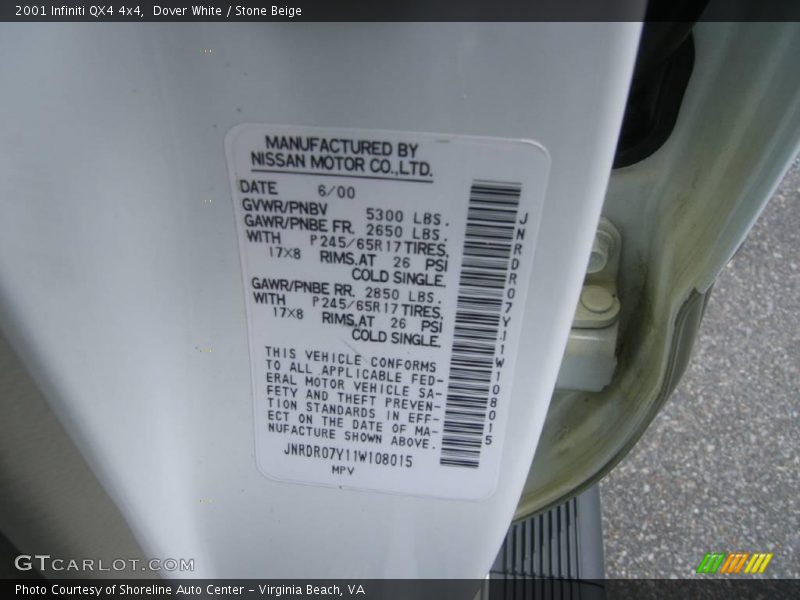 2001 Infiniti QX4 4x4,  Dover White / Stone Beige
MANUFACTURED BY
NISSAN MOTOR CO.,LTD.
DATE 6/00
GVWR/PNBV 5300 LBS.
GAWR/PNBE FR. 2650 LBS.
WITH P245/65R17 TIRES,
17X8 RIMS,AT 26 PSI
COLD SINGLE.
GAWR/PNBE RR. 2850 LBS.
WITH P245/65R17 TIRES,
17X8 RIMS,AT 26 PSI
COLD SINGLE.
THIS VEHICLE CONFORMS
TO ALL APPLICABLE FED-
ERAL MOTOR VEHICLE SA-
FETY AND THEFT PREVEN-
TION STANDARDS IN EFF-
ECT ON THE DATE OF MA-
NUFACTURE SHOWN ABOVE.
JNRDR07Y11W108015
MPV
JNRDR07Y11W108015
GTCARLOT.COM
Photo Courtesy of Shoreline Auto Center - Virginia Beach, VA